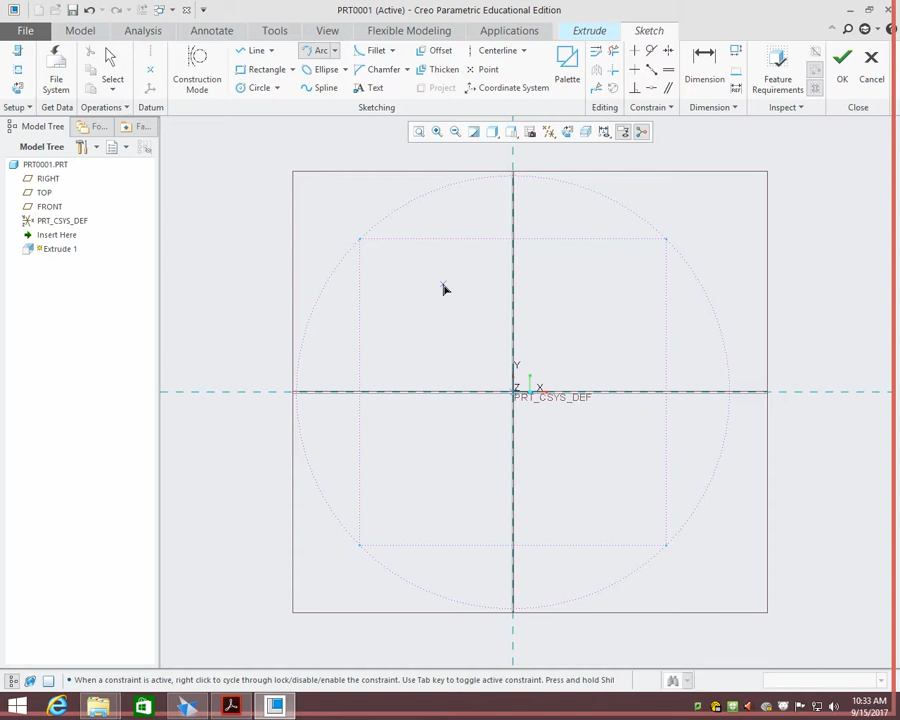 PRT0001 (Active) - Creo Parametric Educational Edition
File Model Analysis Annotate Tools View Flexible Modeling Applications Extrude Sketch
Line Arc Fillet Offset Centerline
Rectangle Ellipse Chamfer Thicken Point
Circle Spline Text Project Coordinate System
File System
Select
Construction Mode
Palette
Dimension
Feature Requirements
OK Cancel
Setup Get Data Operations Datum Sketching Editing Constrain Dimension Inspect Close
Model Tree Fo... Fa...
Model Tree
PRT0001.PRT
RIGHT
TOP
FRONT
PRT_CSYS_DEF
Insert Here
Extrude 1
Y
Z X
PRT_CSYS_DEF
When a constraint is active, right click to cycle through lock/disable/enable the constraint. Use Tab key to toggle active constraint. Press and hold Shif
10:33 AM
9/15/2017